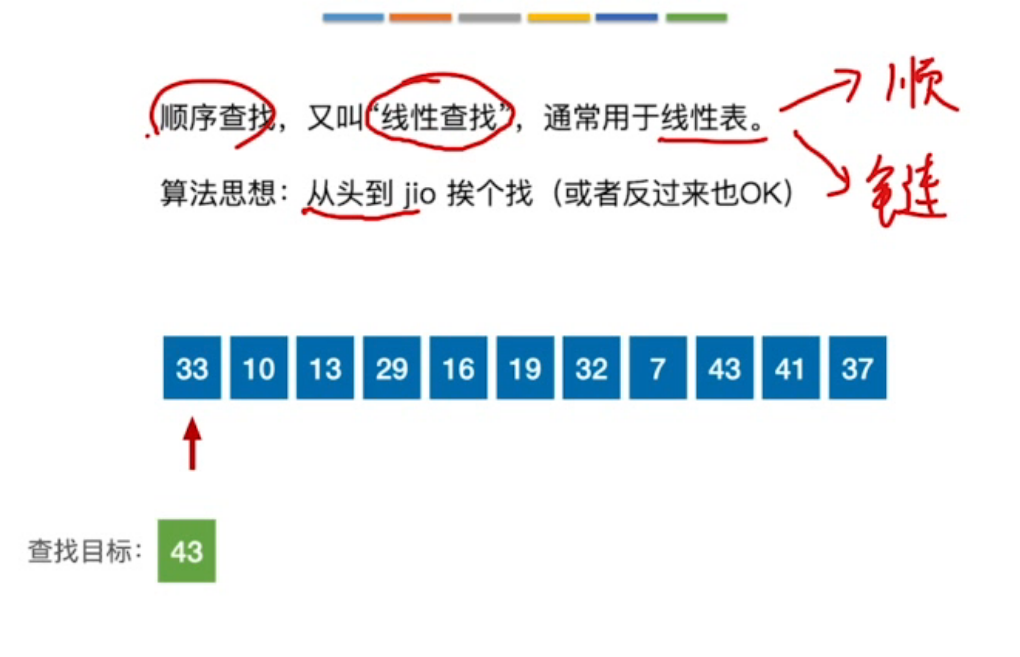 顺序查找，又叫“线性查找”，通常用于线性表。
顺
链
算法思想：从头到 jio 挨个找（或者反过来也OK）
33 10 13 29 16 19 32 7 43 41 37
查找目标： 43